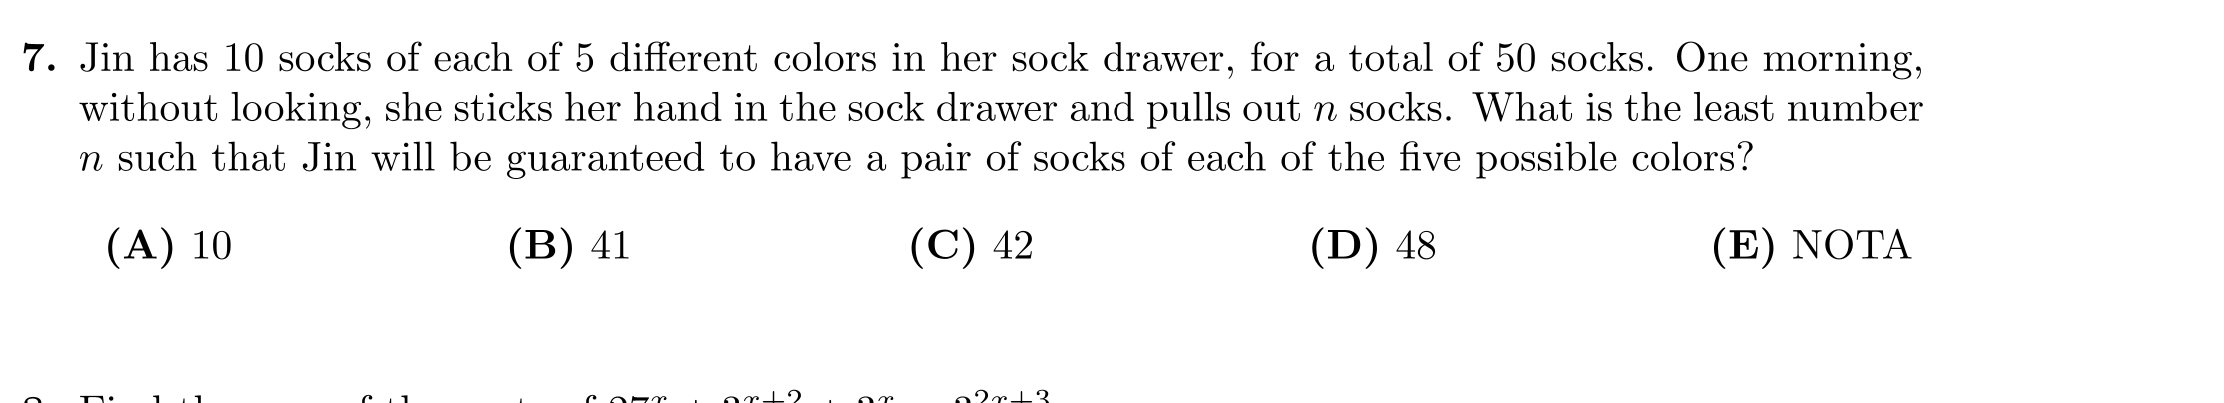 7. Jin has 10 socks of each of 5 different colors in her sock drawer, for a total of 50 socks. One morning,
without looking, she sticks her hand in the sock drawer and pulls out n socks. What is the least number
n such that Jin will be guaranteed to have a pair of socks of each of the five possible colors?
(A) 10 (B) 41 (C) 42 (D) 48 (E) NOTA